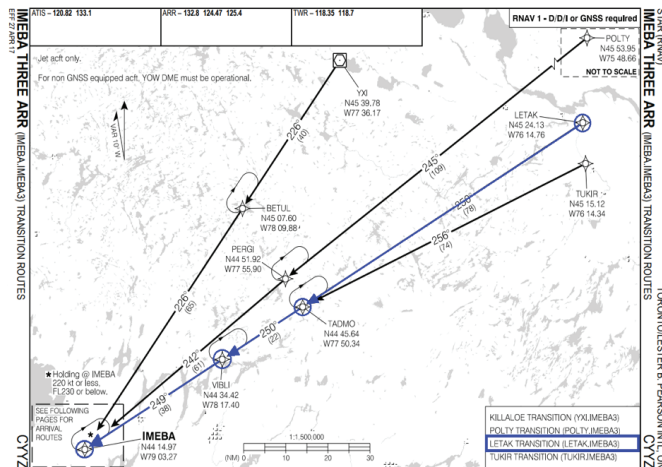 ATIS – 120.82 133.1
ARR – 132.8 124.47 125.4
TWR – 118.35 118.7
RNAV 1 - D/D/I or GNSS required
Jet acft only.
For non GNSS equipped acft, YOW DME must be operational.
VAR 10° W
POLTY
N45 53.95
W75 48.66
NOT TO SCALE
YXI
N45 39.78
W77 36.17
LETAK
N45 24.13
W76 14.76
226°
(40)
245°
(109)
TUKIR
N45 15.12
W76 14.34
BETUL
N45 07.60
W78 09.88
(78)
256°
(74)
PERGI
N44 51.92
W77 55.90
226°
(65)
TADMO
N44 45.64
W77 50.34
250°
(22)
242°
(61)
VIBLI
N44 34.42
W78 17.40
249°
(38)
★Holding @ IMEBA
220 kt or less,
FL230 or below.
SEE FOLLOWING
PAGES FOR
ARRIVAL
ROUTES
★
IMEBA
N44 14.97
W79 03.27
1:1,500,000
(NM) 0 10 20 30
KILLALOE TRANSITION (YXI.IMEBA3)
POLTY TRANSITION (POLTY.IMEBA3)
LETAK TRANSITION (LETAK.IMEBA3)
TUKIR TRANSITION (TUKIR.IMEBA3)
EFF 27 APR 17
IMEBA THREE ARR (IMEBA.IMEBA3) TRANSITION ROUTES
CYYZ
IMEBA THREE ARR (IMEBA.IMEBA3) TRANSITION ROUTES
CYYZ